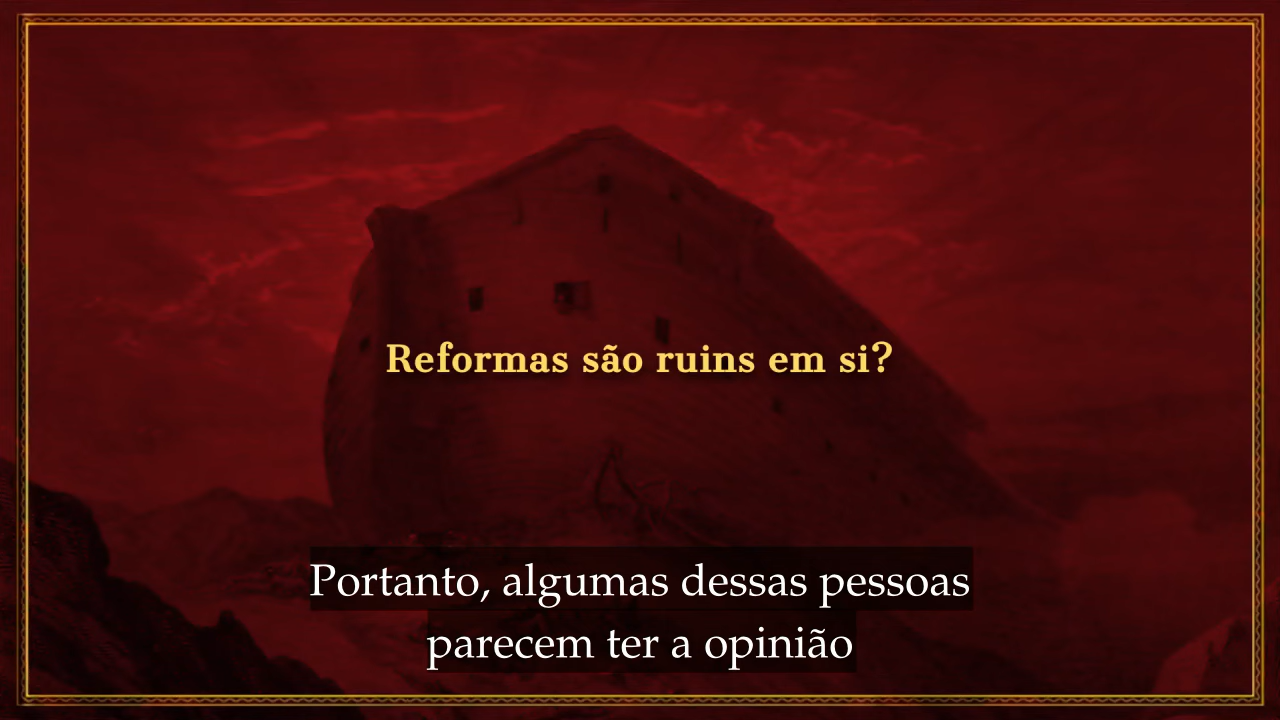 Reformas são ruins em si?
Portanto, algumas dessas pessoas
parecem ter a opinião